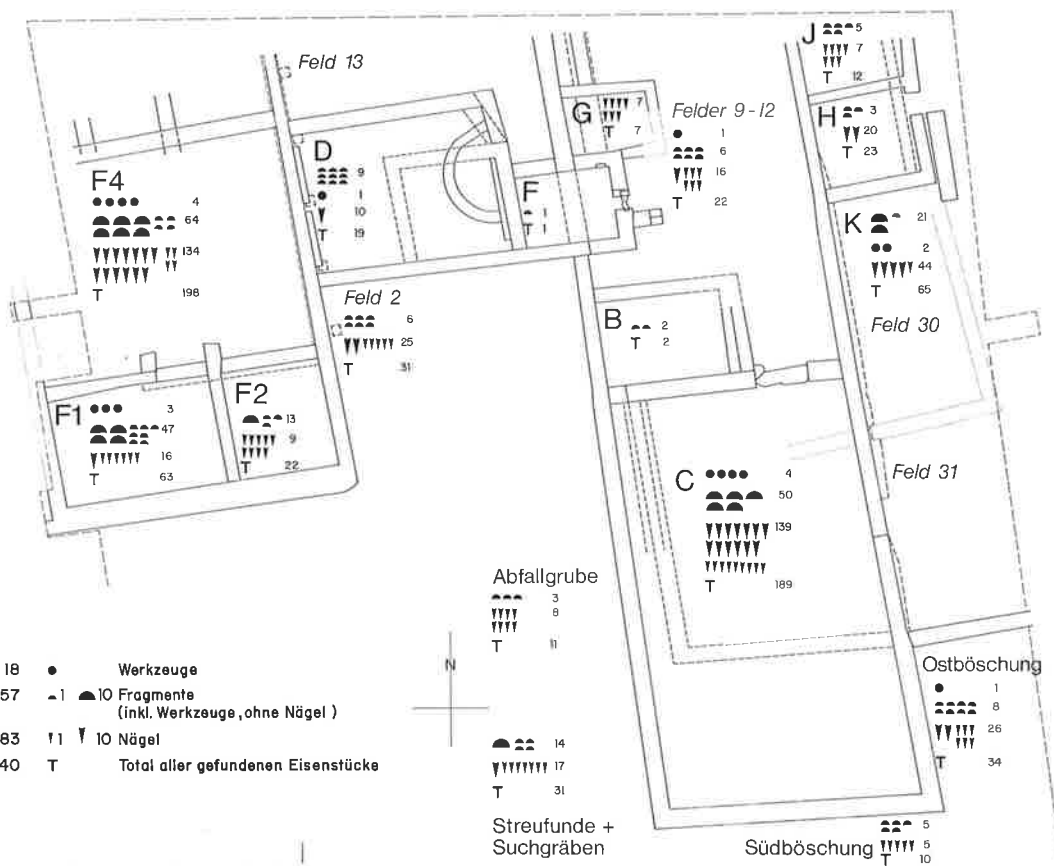 J 5
7
T 12
Feld 13
G 7
T 7
Felder 9-12
1
6
16
T 22
H 3
20
T 23
D 9
1
10
T 19
F 1
T 1
F4
4
64
134
T 198
K 21
2
44
T 65
Feld 30
Feld 2
6
25
T 31
B 2
T 2
F1 3
47
16
T 63
F2
13
9
T 22
C 4
50
139
T 189
Feld 31
Abfallgrube
3
8
T 11
N
18 Werkzeuge
57 1 10 Fragmente
(inkl. Werkzeuge, ohne Nägel)
83 1 10 Nägel
40 T Total aller gefundenen Eisenstücke
14
17
T 31
Streufunde +
Suchgräben
Ostböschung
1
8
26
T 34
Südböschung 5
5
T 10